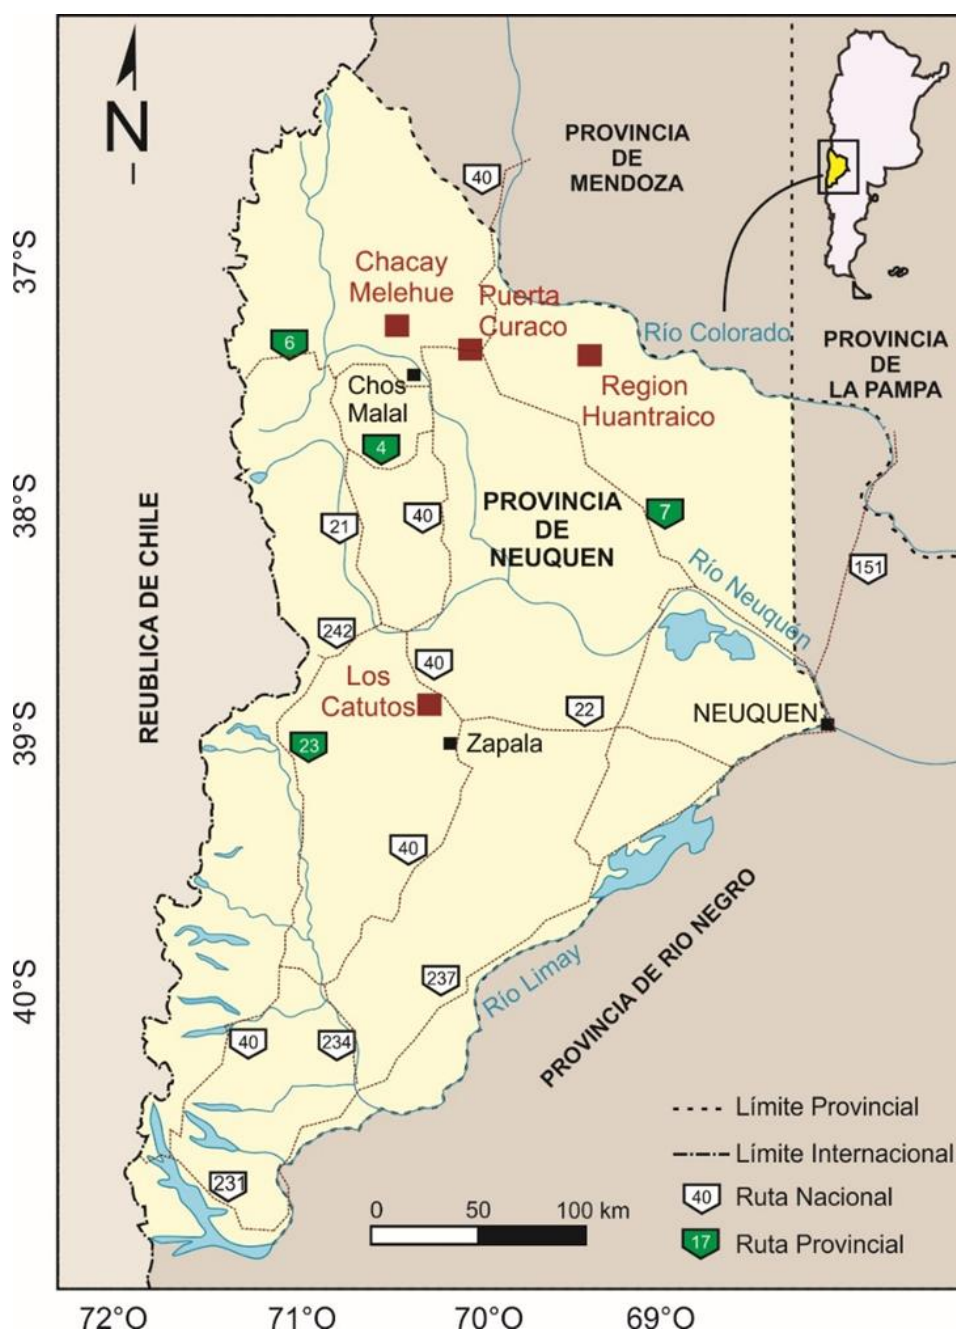 N
PROVINCIA
DE
MENDOZA
40
37°S
Chacay
Melehue
Puerta
Curaco
Río Colorado
PROVINCIA
DE
LA PAMPA
6
Chos
Malal
Region
Huantraico
4
38°S
REUBLICA DE CHILE
21
40
PROVINCIA
DE
NEUQUEN
7
151
Río Neuquén
242
40
Los
Catutos
22
NEUQUEN
39°S
23
Zapala
40
PROVINCIA DE RIO NEGRO
40°S
237
Río Limay
40
234
231
Límite Provincial
Límite Internacional
40 Ruta Nacional
17 Ruta Provincial
0 50 100 km
72°O 71°O 70°O 69°O